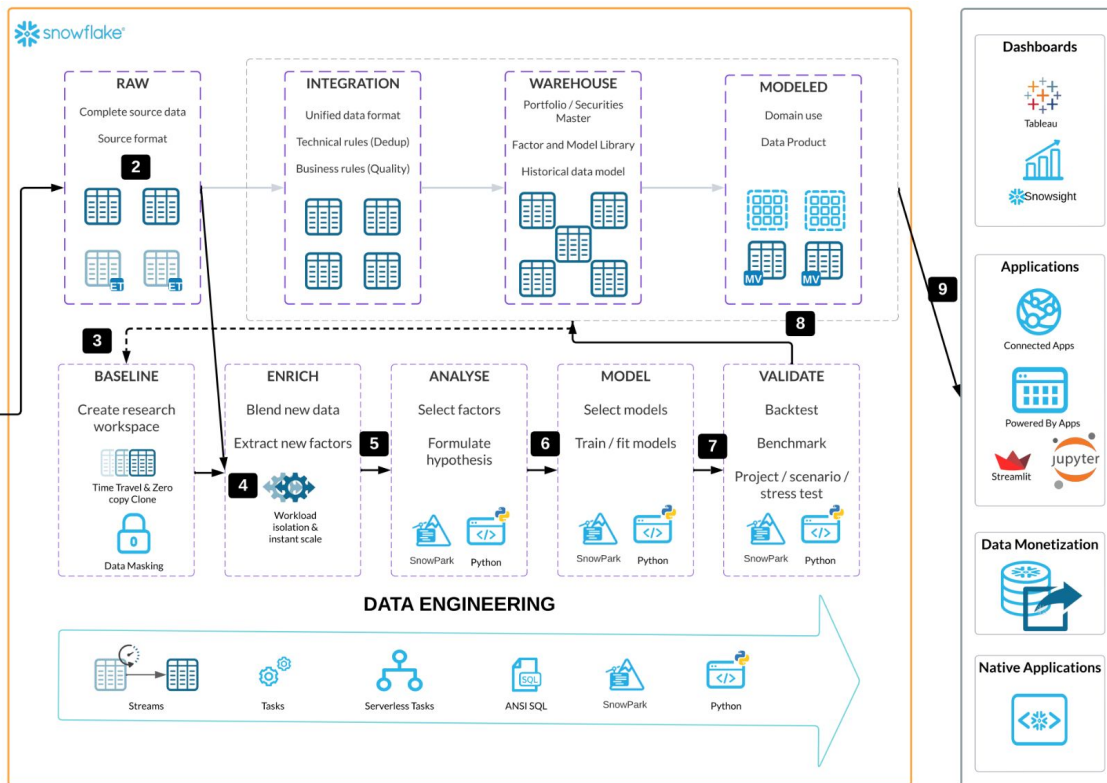 snowflake®
RAW
Complete source data
Source format
2
ET
ET
INTEGRATION
Unified data format
Technical rules (Dedup)
Business rules (Quality)
WAREHOUSE
Portfolio / Securities
Master
Factor and Model Library
Historical data model
MODELED
Domain use
Data Product
MV
MV
3
8
9
BASELINE
Create research
workspace
Time Travel & Zero
copy Clone
Data Masking
ENRICH
Blend new data
Extract new factors
4
Workload
isolation &
instant scale
5
ANALYSE
Select factors
Formulate
hypothesis
SnowPark
Python
6
MODEL
Select models
Train / fit models
SnowPark
Python
7
VALIDATE
Backtest
Benchmark
Project / scenario /
stress test
SnowPark
Python
DATA ENGINEERING
Streams
Tasks
Serverless Tasks
SQL
ANSI SQL
SnowPark
Python
Dashboards
Tableau
Snowsight
Applications
Connected Apps
Powered By Apps
Streamlit
jupyter
Data Monetization
Native Applications